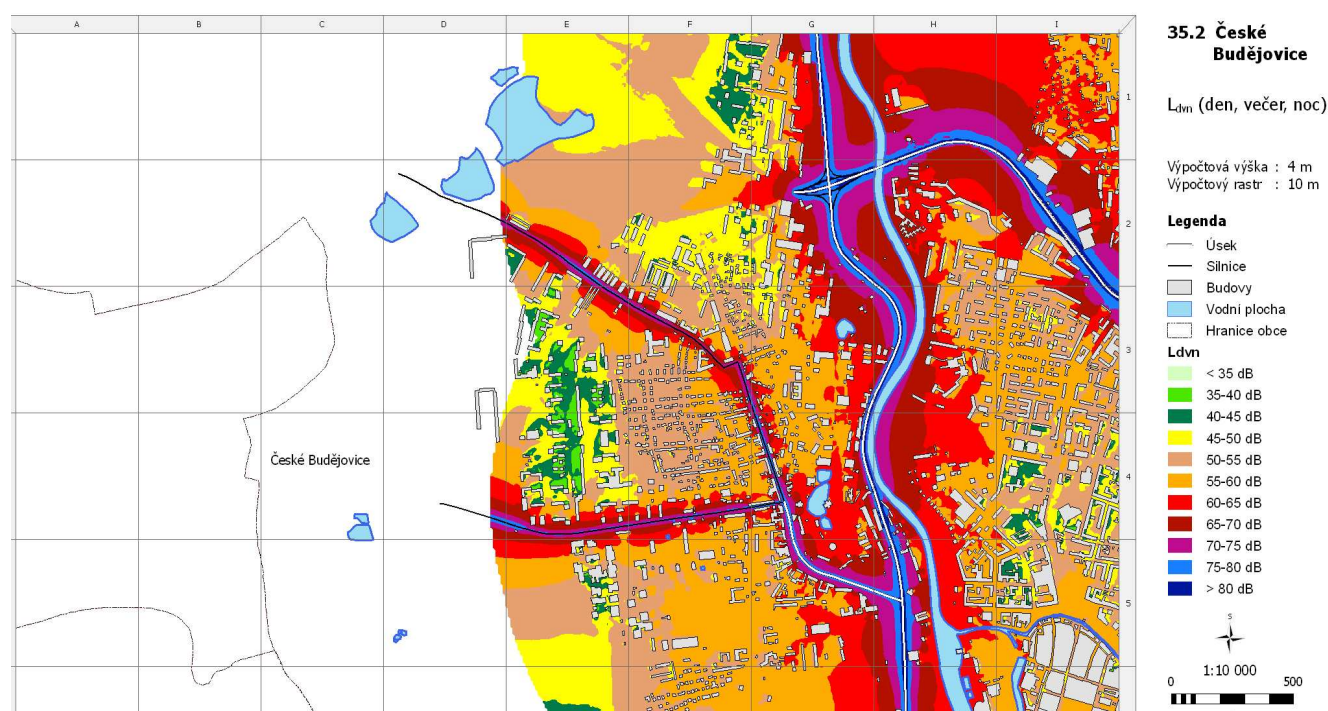 A B C D E F G H I
1
2
3
4
5
České Budějovice
35.2 České
Budějovice
Ldvn (den, večer, noc)
Výpočtová výška : 4 m
Výpočtový rastr : 10 m
Legenda
Úsek
Silnice
Budovy
Vodní plocha
Hranice obce
Ldvn
< 35 dB
35-40 dB
40-45 dB
45-50 dB
50-55 dB
55-60 dB
60-65 dB
65-70 dB
70-75 dB
75-80 dB
> 80 dB
S
1:10 000
0 500